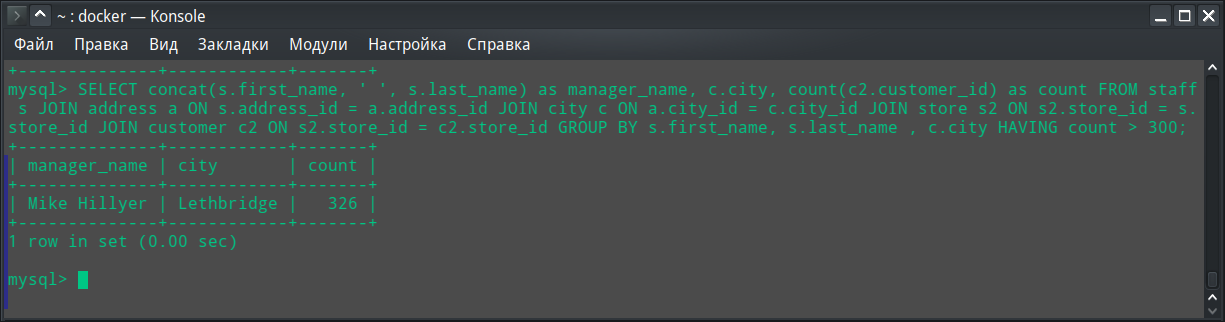 ~ : docker — Konsole
Файл Правка Вид Закладки Модули Настройка Справка
+--------------+------------+-------+
mysql> SELECT concat(s.first_name, ' ', s.last_name) as manager_name, c.city, count(c2.customer_id) as count FROM staff
 s JOIN address a ON s.address_id = a.address_id JOIN city c ON a.city_id = c.city_id JOIN store s2 ON s2.store_id = s.
store_id JOIN customer c2 ON s2.store_id = c2.store_id GROUP BY s.first_name, s.last_name , c.city HAVING count > 300;
+--------------+------------+-------+
| manager_name | city       | count |
+--------------+------------+-------+
| Mike Hillyer | Lethbridge |   326 |
+--------------+------------+-------+
1 row in set (0.00 sec)
mysql>